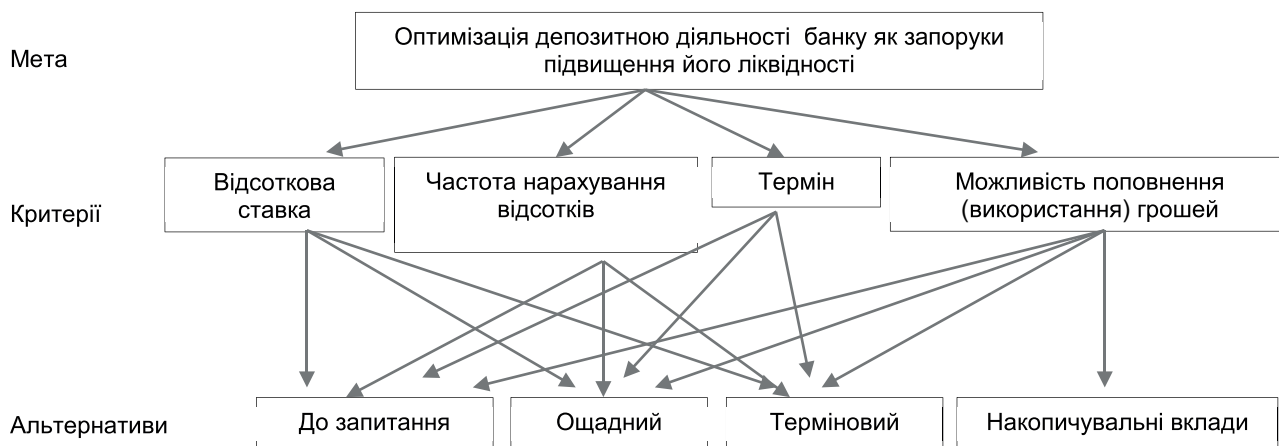 Мета
Оптимізація депозитною діяльності банку як запоруки
підвищення його ліквідності
Критерії
Відсоткова
ставка
Частота нарахування
відсотків
Термін
Можливість поповнення
(використання) грошей
Альтернативи
До запитання
Ощадний
Терміновий
Накопичувальні вклади